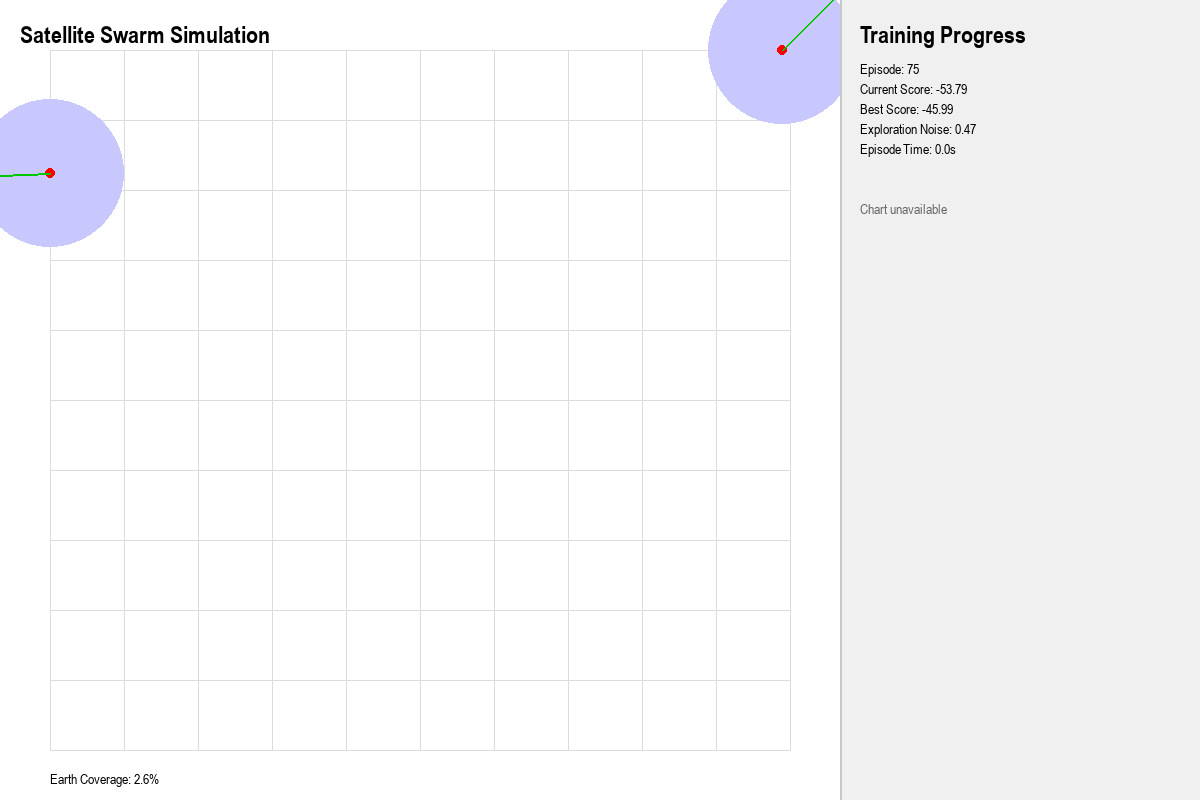 Satellite Swarm Simulation
Training Progress
Episode: 75
Current Score: -53.79
Best Score: -45.99
Exploration Noise: 0.47
Episode Time: 0.0s
Chart unavailable
Earth Coverage: 2.6%